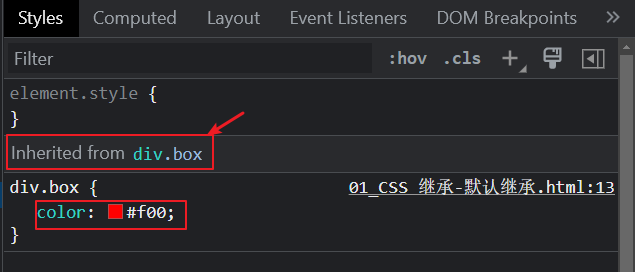 Styles Computed Layout Event Listeners DOM Breakpoints »
Filter :hov .cls +
element.style {
}
Inherited from div.box
div.box { 01_CSS 继承-默认继承.html:13
color: #f00;
}